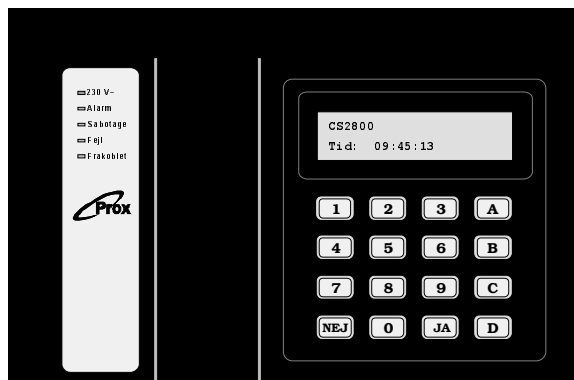 230 V~
Alarm
Sabotage
Fejl
Frakoblet
Prox
CS2800
Tid: 09:45:13
1 2 3 A
4 5 6 B
7 8 9 C
NEJ 0 JA D